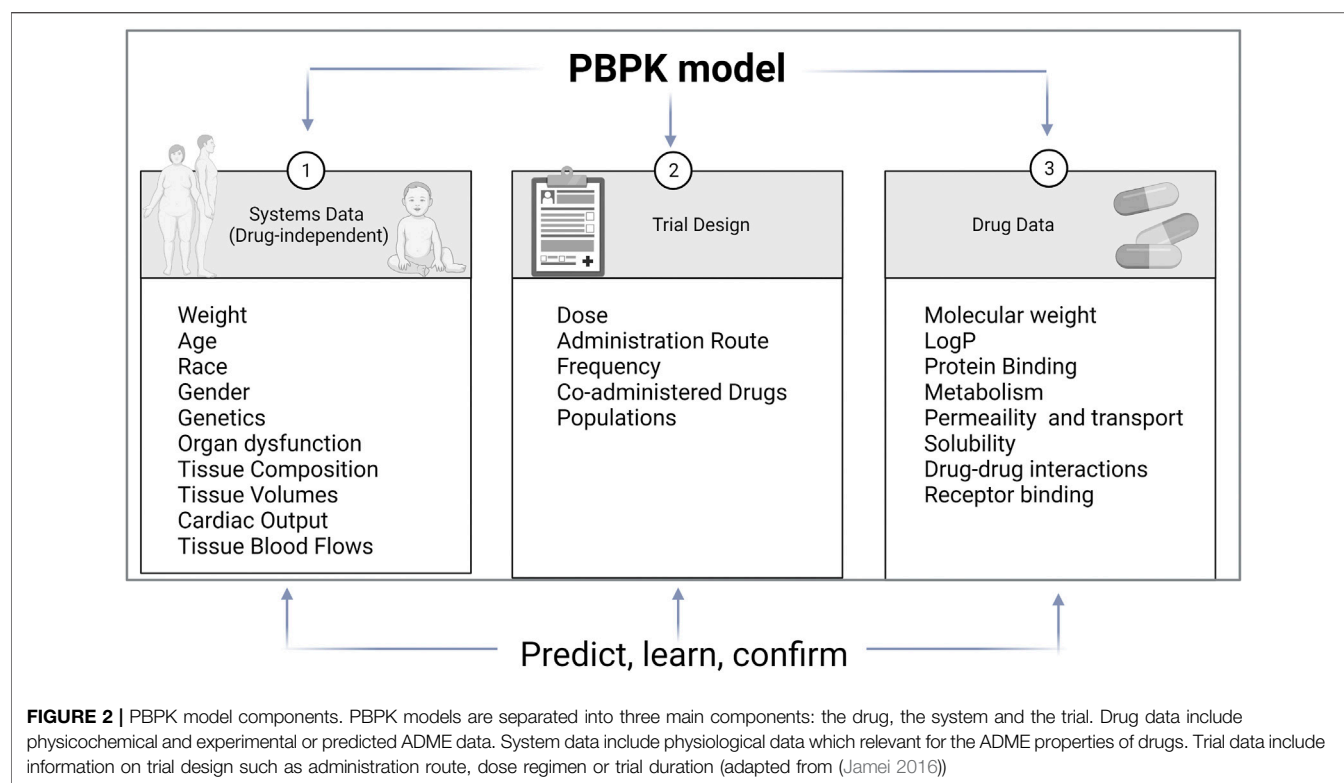 PBPK model
1
Systems Data
(Drug-independent)
Weight
Age
Race
Gender
Genetics
Organ dysfunction
Tissue Composition
Tissue Volumes
Cardiac Output
Tissue Blood Flows
2
Trial Design
Dose
Administration Route
Frequency
Co-administered Drugs
Populations
3
Drug Data
Molecular weight
LogP
Protein Binding
Metabolism
Permeaility and transport
Solubility
Drug-drug interactions
Receptor binding
Predict, learn, confirm
FIGURE 2 | PBPK model components. PBPK models are separated into three main components: the drug, the system and the trial. Drug data include
physicochemical and experimental or predicted ADME data. System data include physiological data which relevant for the ADME properties of drugs. Trial data include
information on trial design such as administration route, dose regimen or trial duration (adapted from (Jamei 2016))